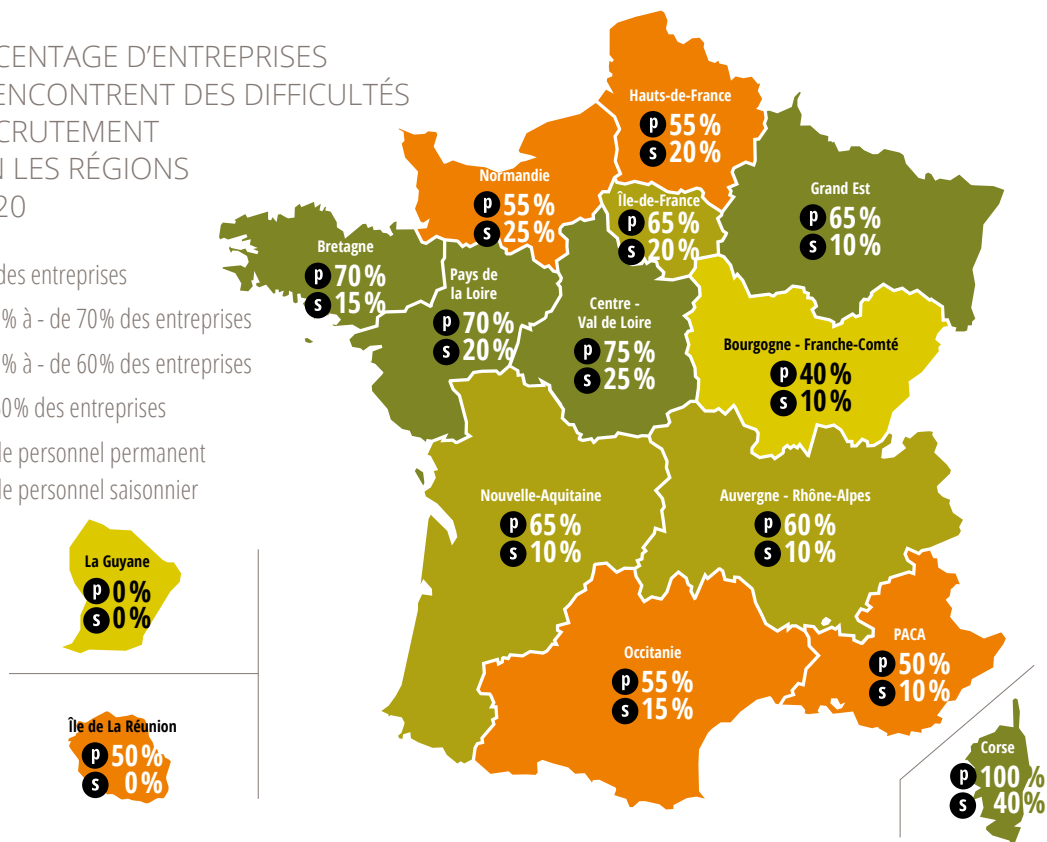 CENTAGE D'ENTREPRISES
ENCONTRENT DES DIFFICULTÉS
CRUTEMENT
LES RÉGIONS
20
des entreprises
% à - de 70% des entreprises
% à - de 60% des entreprises
0% des entreprises
de personnel permanent
de personnel saisonnier
Hauts-de-France
p 55%
s 20%
Normandie
p 55%
s 25%
Île-de-France
p 65%
s 20%
Grand Est
p 65%
s 10%
Bretagne
p 70%
s 15%
Pays de
la Loire
p 70%
s 20%
Centre -
Val de Loire
p 75%
s 25%
Bourgogne - Franche-Comté
p 40%
s 10%
Nouvelle-Aquitaine
p 65%
s 10%
Auvergne - Rhône-Alpes
p 60%
s 10%
La Guyane
p 0%
s 0%
Occitanie
p 55%
s 15%
PACA
p 50%
s 10%
Île de La Réunion
p 50%
s 0%
Corse
p 100%
s 40%